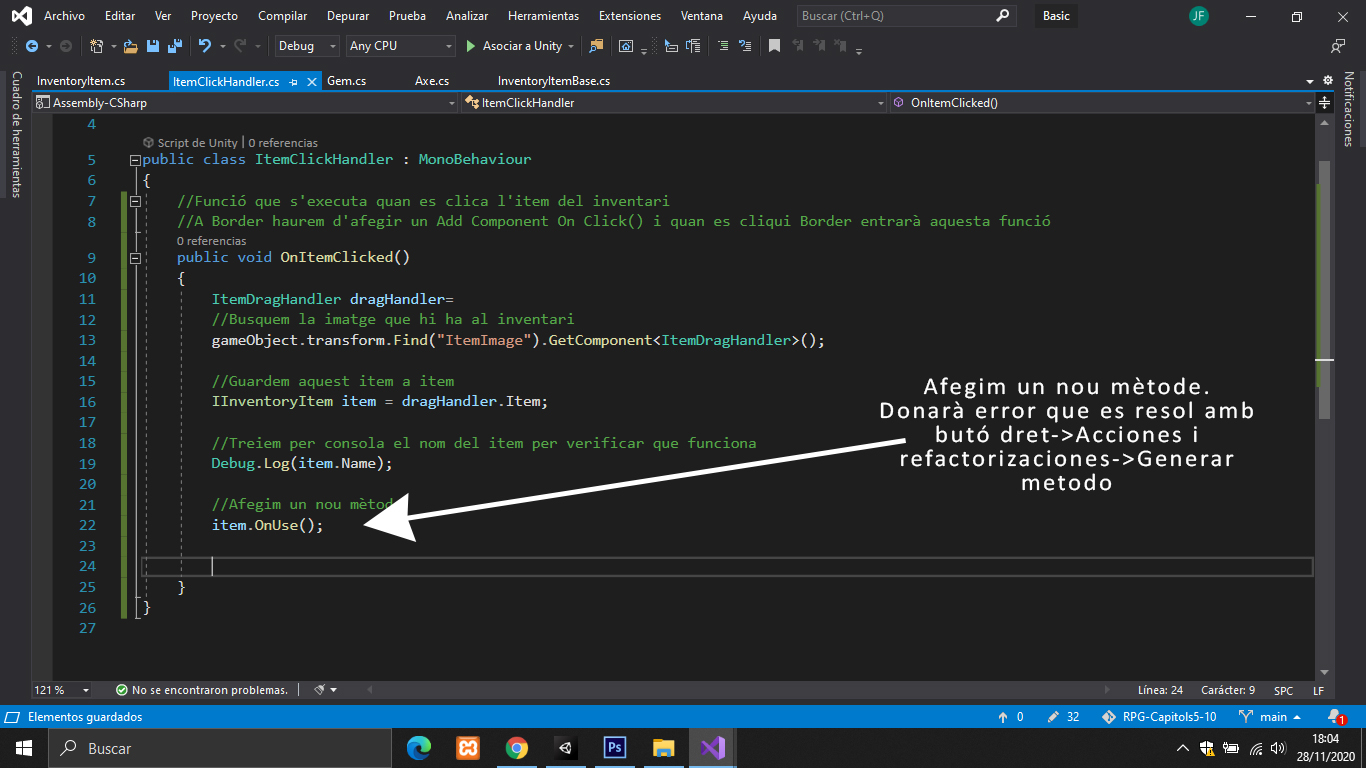 Archivo Editar Ver Proyecto Compilar Depurar Prueba Analizar Herramientas Extensiones Ventana Ayuda Buscar (Ctrl+Q) Basic JF
Debug Any CPU Asociar a Unity
InventoryItem.cs ItemClickHandler.cs Gem.cs Axe.cs InventoryItemBase.cs
Cuadro de herramientas
Notificaciones
Assembly-CSharp ItemClickHandler OnItemClicked()
4
Script de Unity | 0 referencias
5 public class ItemClickHandler : MonoBehaviour
6 {
7 //Funció que s'executa quan es clica l'item del inventari
8 //A Border haurem d'afegir un Add Component On Click() i quan es cliqui Border entrarà aquesta funció
0 referencias
9 public void OnItemClicked()
10 {
11 ItemDragHandler dragHandler=
12 //Busquem la imatge que hi ha al inventari
13 gameObject.transform.Find("ItemImage").GetComponent<ItemDragHandler>();
14
15 //Guardem aquest item a item
16 IInventoryItem item = dragHandler.Item;
17
18 //Treiem per consola el nom del item per verificar que funciona
19 Debug.Log(item.Name);
20
21 //Afegim un nou mètod
22 item.OnUse();
23
24
25 }
26 }
27
Afegim un nou mètode.
Donarà error que es resol amb
butó dret->Acciones i
refactorizaciones->Generar
metodo
121 % No se encontraron problemas. Línea: 24 Carácter: 9 SPC LF
Elementos guardados 0 32 RPG-Capitols5-10 main 1
Buscar Ps 18:04
28/11/2020